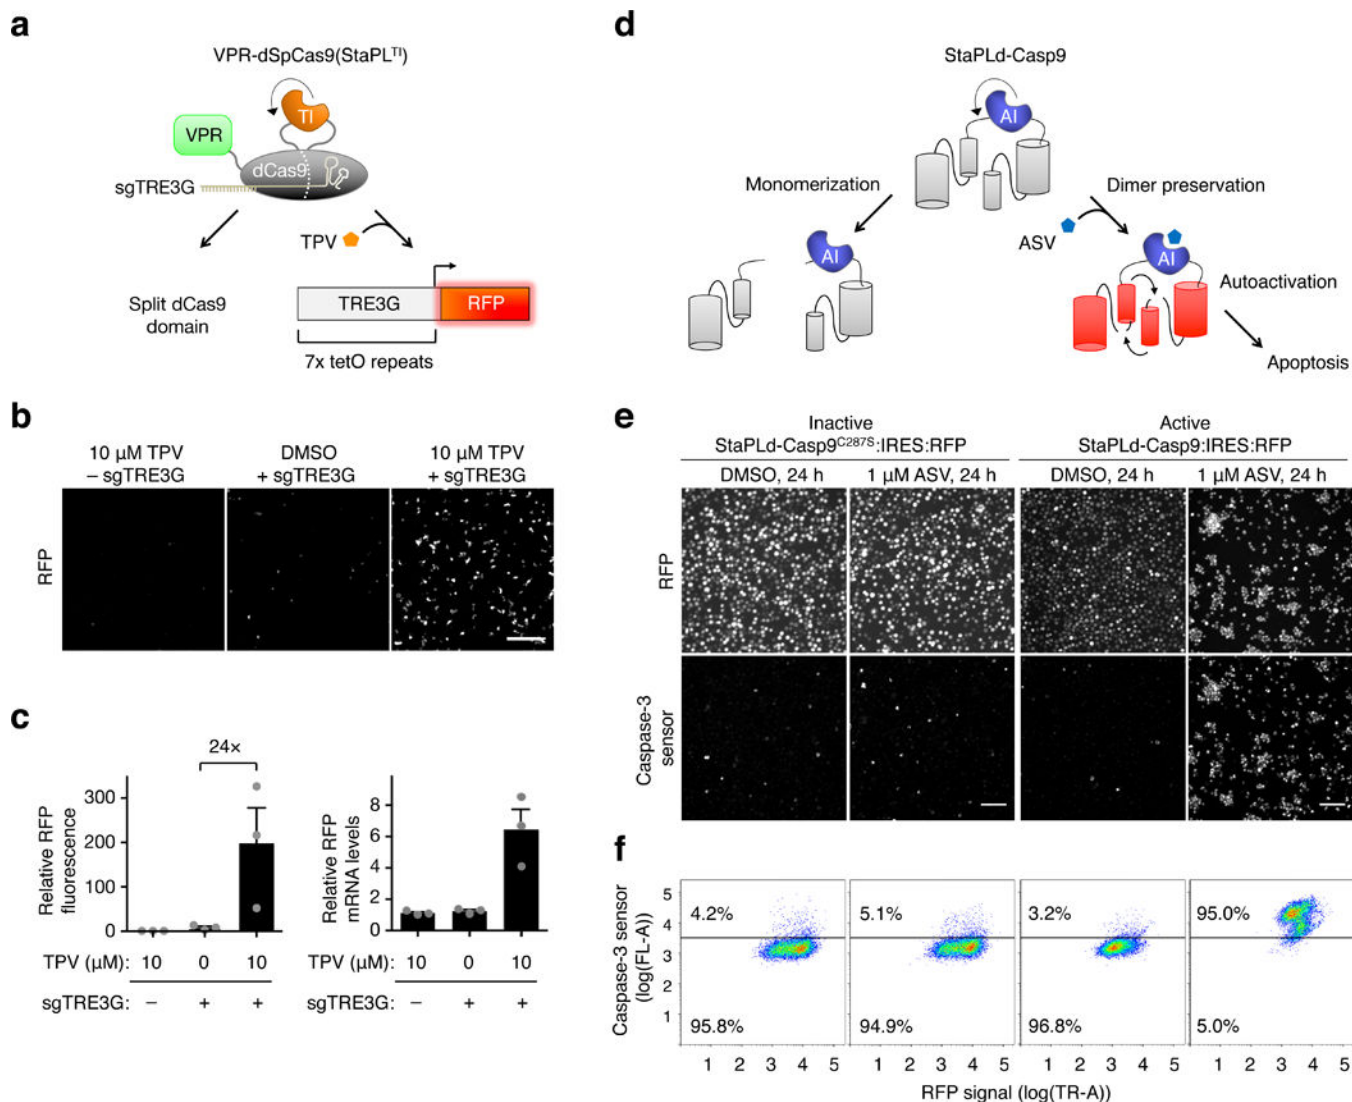 a
VPR-dSpCas9(StaPL^TI)
TI
VPR
dCas9
sgTRE3G
TPV
Split dCas9
domain
TRE3G
RFP
7x tetO repeats
b
10 µM TPV
– sgTRE3G
DMSO
+ sgTRE3G
10 µM TPV
+ sgTRE3G
RFP
c
24×
Relative RFP
fluorescence
300
200
100
0
TPV (µM): 10 0 10
sgTRE3G: – + +
Relative RFP
mRNA levels
8
6
4
2
0
TPV (µM): 10 0 10
sgTRE3G: – + +
d
StaPLd-Casp9
AI
Monomerization
Dimer preservation
ASV
AI
AI
Autoactivation
Apoptosis
e
Inactive
StaPLd-Casp9^C287S:IRES:RFP
Active
StaPLd-Casp9:IRES:RFP
DMSO, 24 h
1 µM ASV, 24 h
DMSO, 24 h
1 µM ASV, 24 h
RFP
Caspase-3
sensor
f
Caspase-3 sensor
(log(FL-A))
5
4
3
2
1
4.2%
95.8%
5.1%
94.9%
3.2%
96.8%
95.0%
5.0%
1 2 3 4 5
1 2 3 4 5
1 2 3 4 5
1 2 3 4 5
RFP signal (log(TR-A))